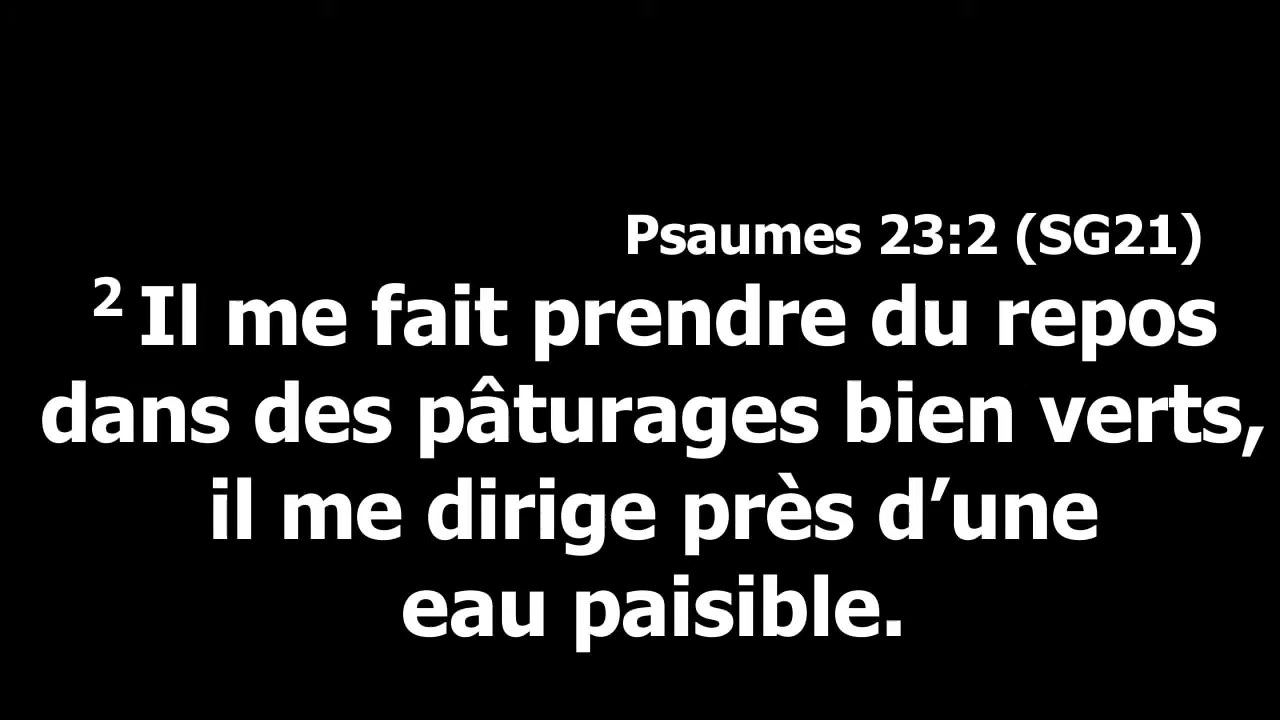 Psaumes 23:2 (SG21)
2 Il me fait prendre du repos
dans des pâturages bien verts,
il me dirige près d’une
eau paisible.